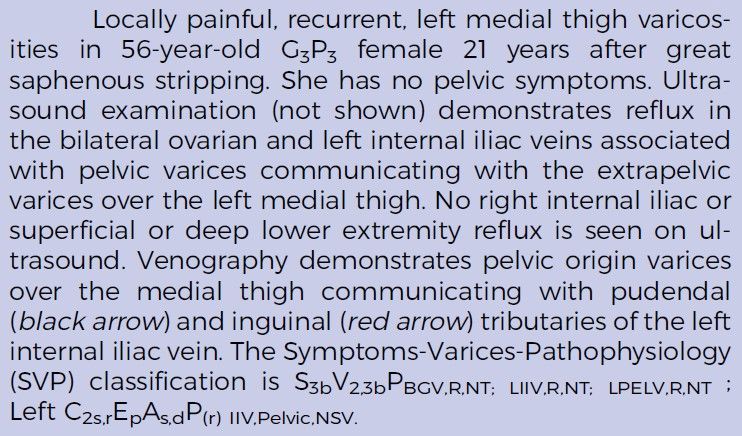 Locally painful, recurrent, left medial thigh varicos-
ities in 56-year-old G₃P₃ female 21 years after great
saphenous stripping. She has no pelvic symptoms. Ultra-
sound examination (not shown) demonstrates reflux in
the bilateral ovarian and left internal iliac veins associated
with pelvic varices communicating with the extrapelvic
varices over the left medial thigh. No right internal iliac or
superficial or deep lower extremity reflux is seen on ul-
trasound. Venography demonstrates pelvic origin varices
over the medial thigh communicating with pudendal
(black arrow) and inguinal (red arrow) tributaries of the left
internal iliac vein. The Symptoms-Varices-Pathophysiology
(SVP) classification is S3bV2,3bPBGV,R,NT; LIIV,R,NT; LPELV,R,NT ;
Left C2s,rEpAs,dP(r) IIV,Pelvic,NSV.